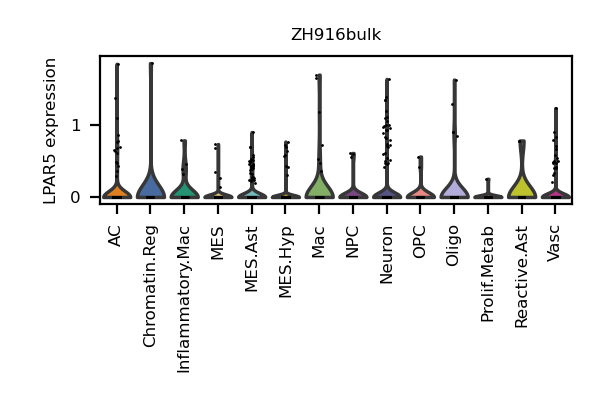 ZH916bulk
LPAR5 expression
1
0
AC
Chromatin.Reg
Inflammatory.Mac
MES
MES.Ast
MES.Hyp
Mac
NPC
Neuron
OPC
Oligo
Prolif.Metab
Reactive.Ast
Vasc